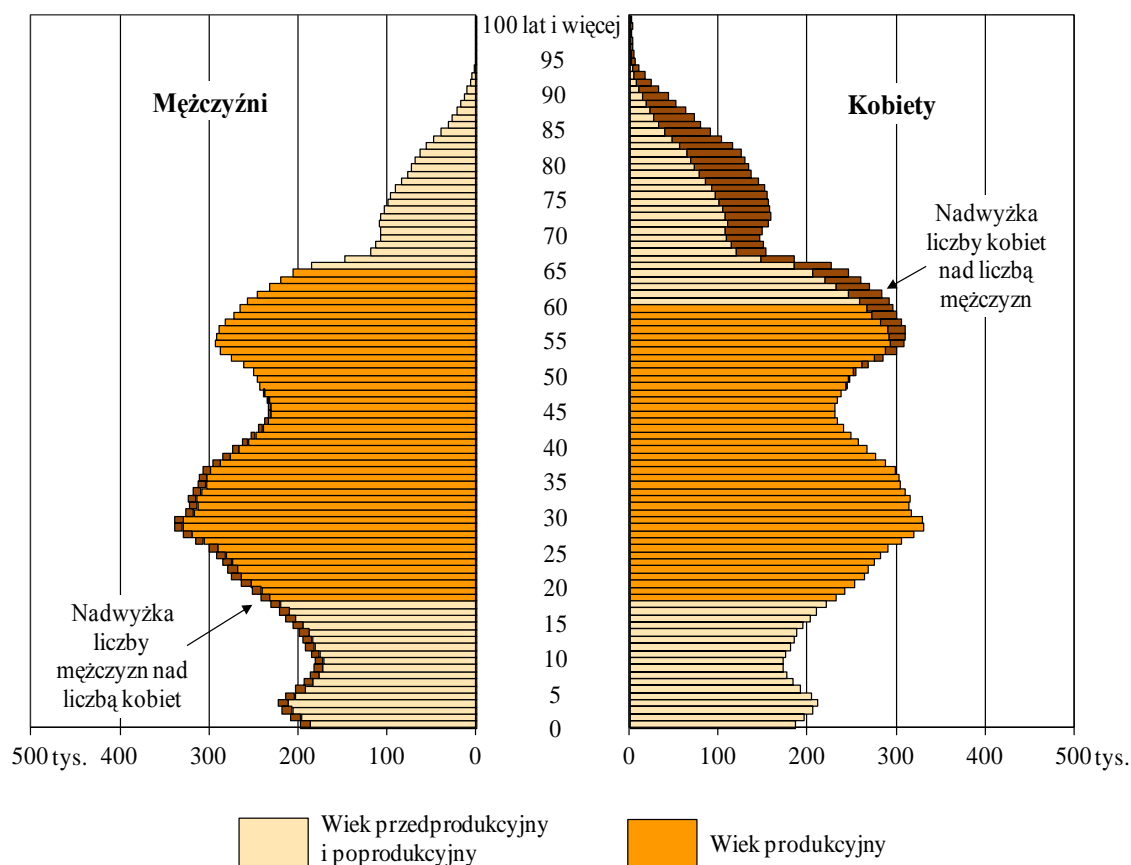 100 lat i więcej
95
90
85
80
75
70
65
60
55
50
45
40
35
30
25
20
15
10
5
0
Mężczyźni
Kobiety
Nadwyżka
liczby kobiet
nad liczbą
mężczyzn
Nadwyżka
liczby
mężczyzn nad
liczbą kobiet
500 tys. 400 300 200 100 0
0 100 200 300 400 500 tys.
Wiek przedprodukcyjny
i poprodukcyjny
Wiek produkcyjny